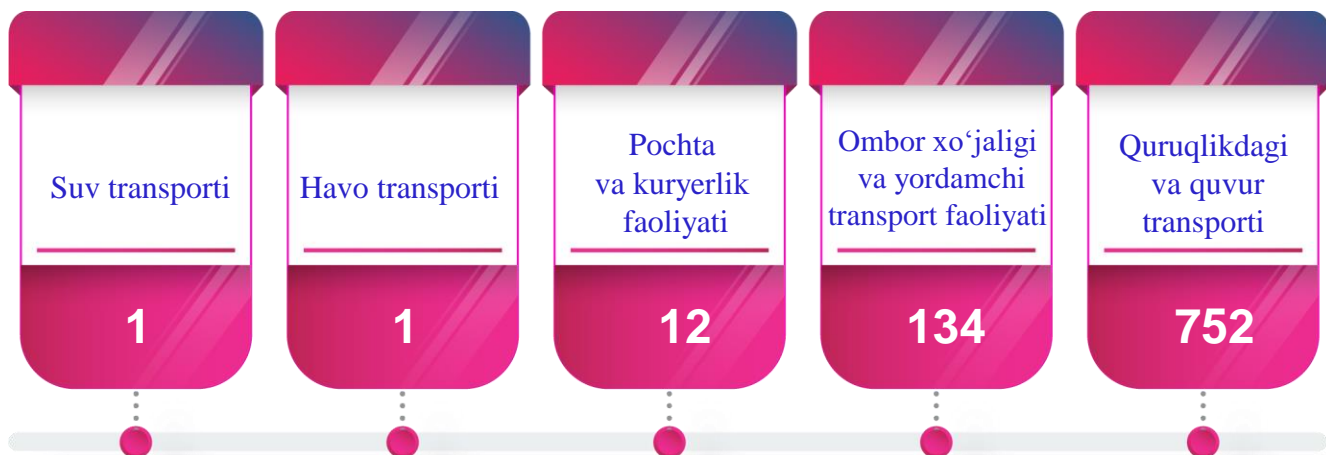 Suv transporti
1
Havo transporti
1
Pochta
va kuryerlik
faoliyati
12
Ombor xo‘jaligi
va yordamchi
transport faoliyati
134
Quruqlikdagi
va quvur
transporti
752